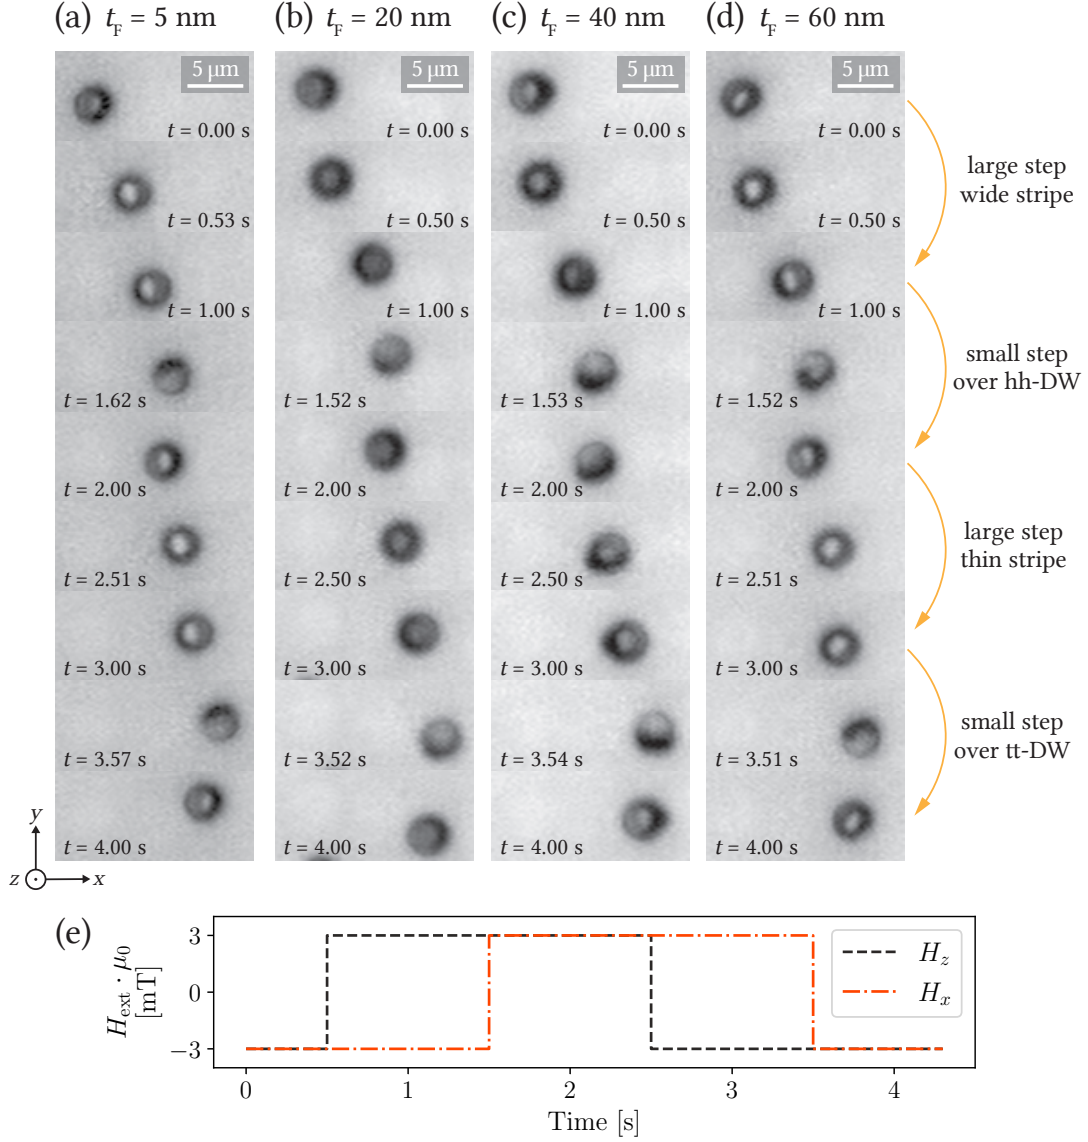 (a) t_F = 5 nm
(b) t_F = 20 nm
(c) t_F = 40 nm
(d) t_F = 60 nm
5 µm
5 µm
5 µm
5 µm
t = 0.00 s
t = 0.00 s
t = 0.00 s
t = 0.00 s
large step
wide stripe
t = 0.53 s
t = 0.50 s
t = 0.50 s
t = 0.50 s
t = 1.00 s
t = 1.00 s
t = 1.00 s
t = 1.00 s
small step
over hh-DW
t = 1.62 s
t = 1.52 s
t = 1.53 s
t = 1.52 s
t = 2.00 s
t = 2.00 s
t = 2.00 s
t = 2.00 s
large step
thin stripe
t = 2.51 s
t = 2.50 s
t = 2.50 s
t = 2.51 s
t = 3.00 s
t = 3.00 s
t = 3.00 s
t = 3.00 s
small step
over tt-DW
t = 3.57 s
t = 3.52 s
t = 3.54 s
t = 3.51 s
t = 4.00 s
t = 4.00 s
t = 4.00 s
t = 4.00 s
y
z
x
(e)
H_ext · µ_0
[mT]
3
0
−3
H_z
H_x
0 1 2 3 4
Time [s]